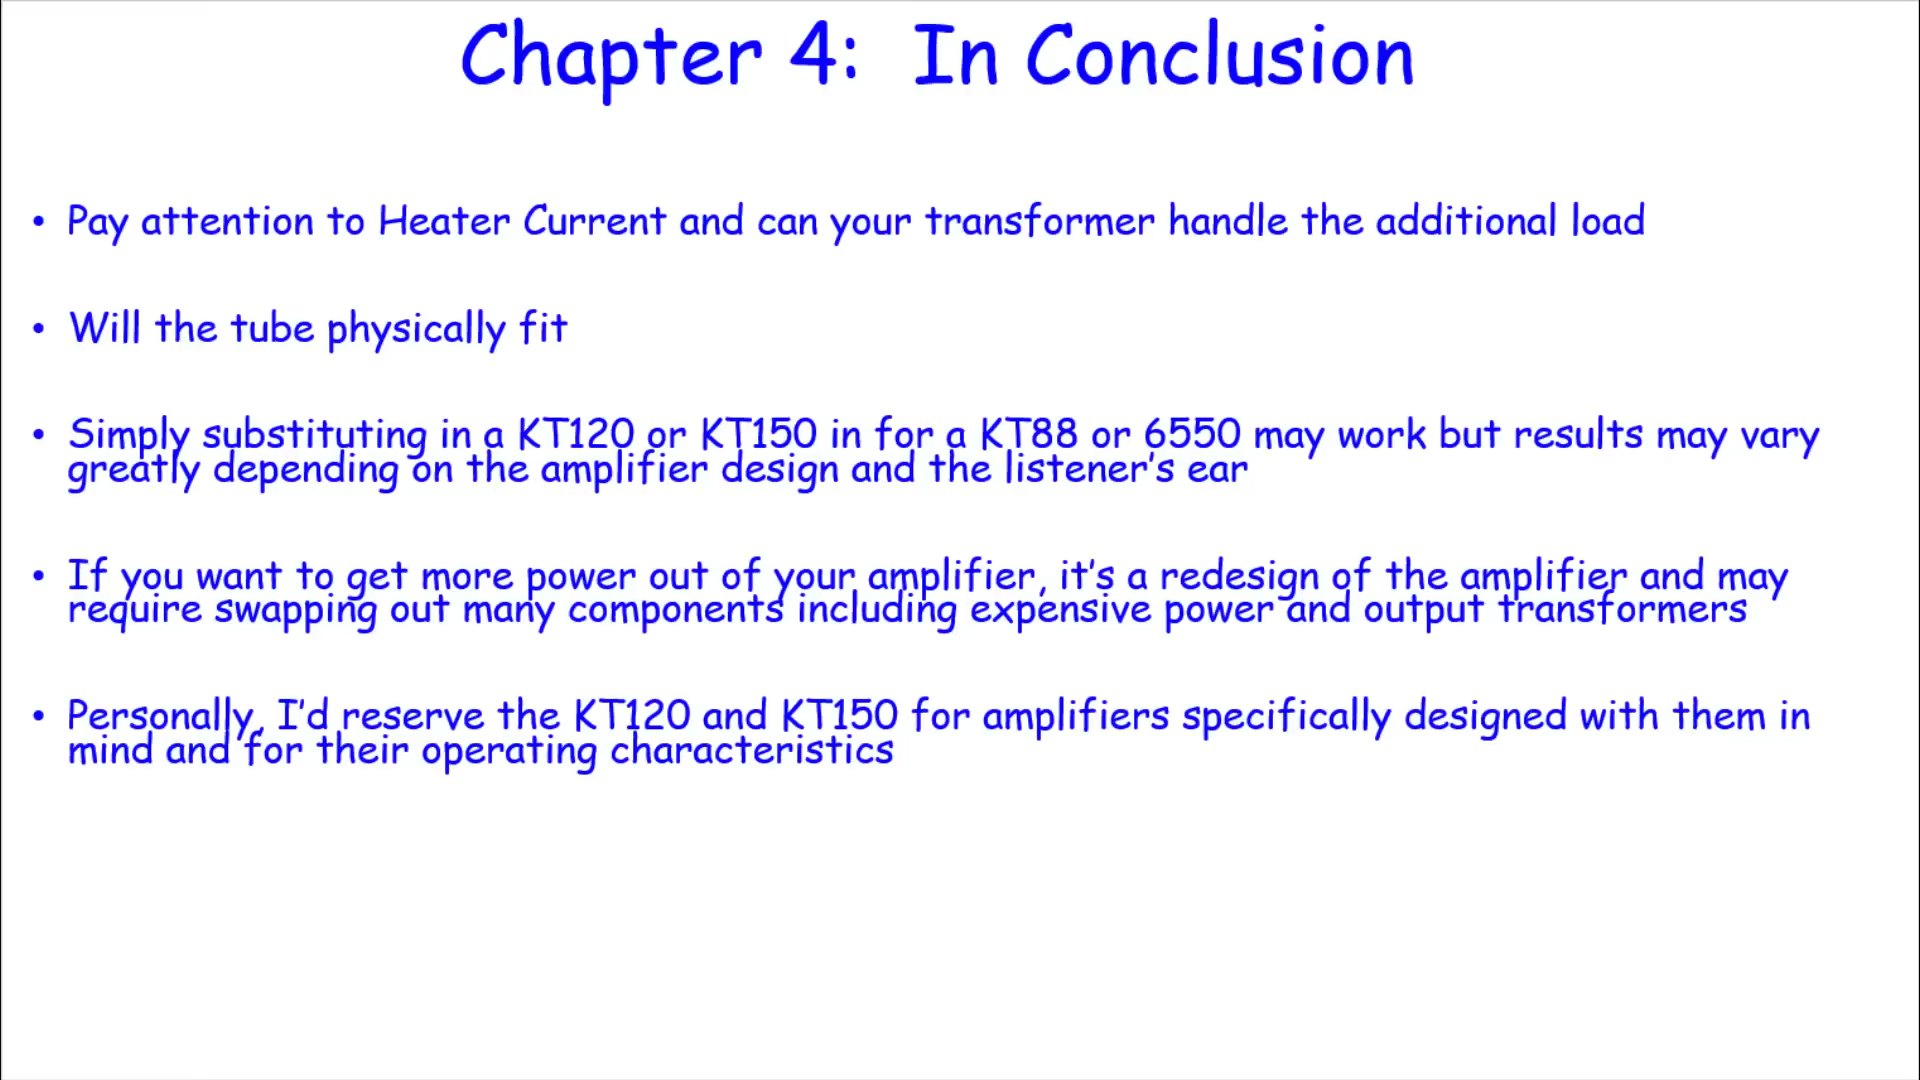 Chapter 4: In Conclusion
• Pay attention to Heater Current and can your transformer handle the additional load
• Will the tube physically fit
• Simply substituting in a KT120 or KT150 in for a KT88 or 6550 may work but results may vary
greatly depending on the amplifier design and the listener's ear
• If you want to get more power out of your amplifier, it's a redesign of the amplifier and may
require swapping out many components including expensive power and output transformers
• Personally, I'd reserve the KT120 and KT150 for amplifiers specifically designed with them in
mind and for their operating characteristics